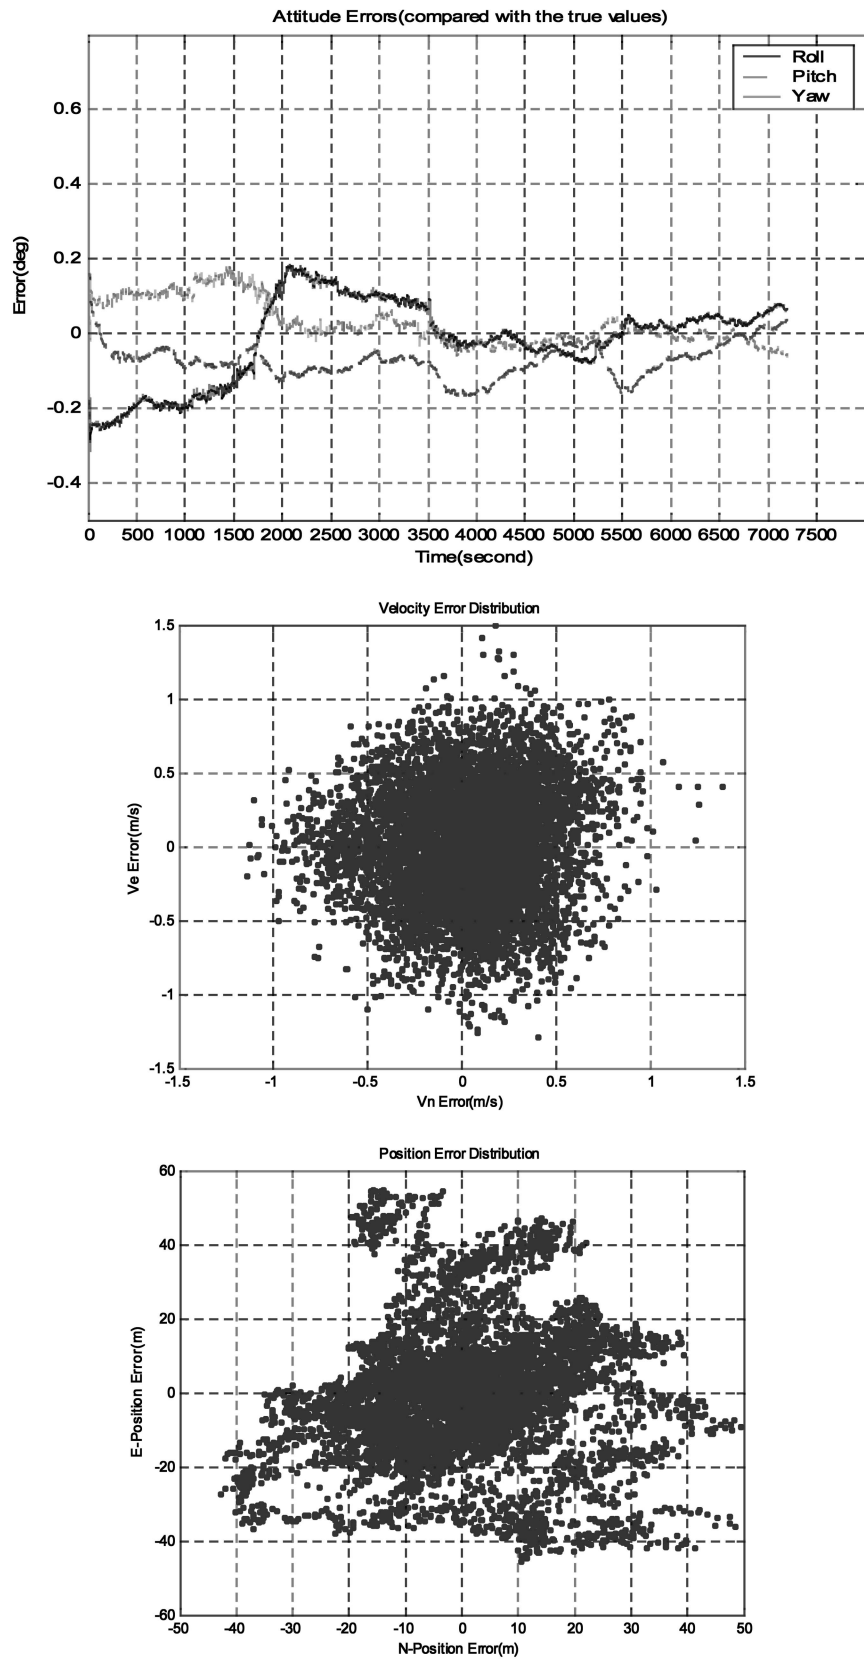 Attitude Errors(compared with the true values)
Roll
Pitch
Yaw
0.6
0.4
0.2
0
-0.2
-0.4
Error(deg)
0 500 1000 1500 2000 2500 3000 3500 4000 4500 5000 5500 6000 6500 7000 7500
Time(second)
Velocity Error Distribution
1.5
1
0.5
0
-0.5
-1
-1.5
Ve Error(m/s)
-1.5 -1 -0.5 0 0.5 1 1.5
Vn Error(m/s)
Position Error Distribution
60
40
20
0
-20
-40
-60
E-Position Error(m)
-50 -40 -30 -20 -10 0 10 20 30 40 50
N-Position Error(m)